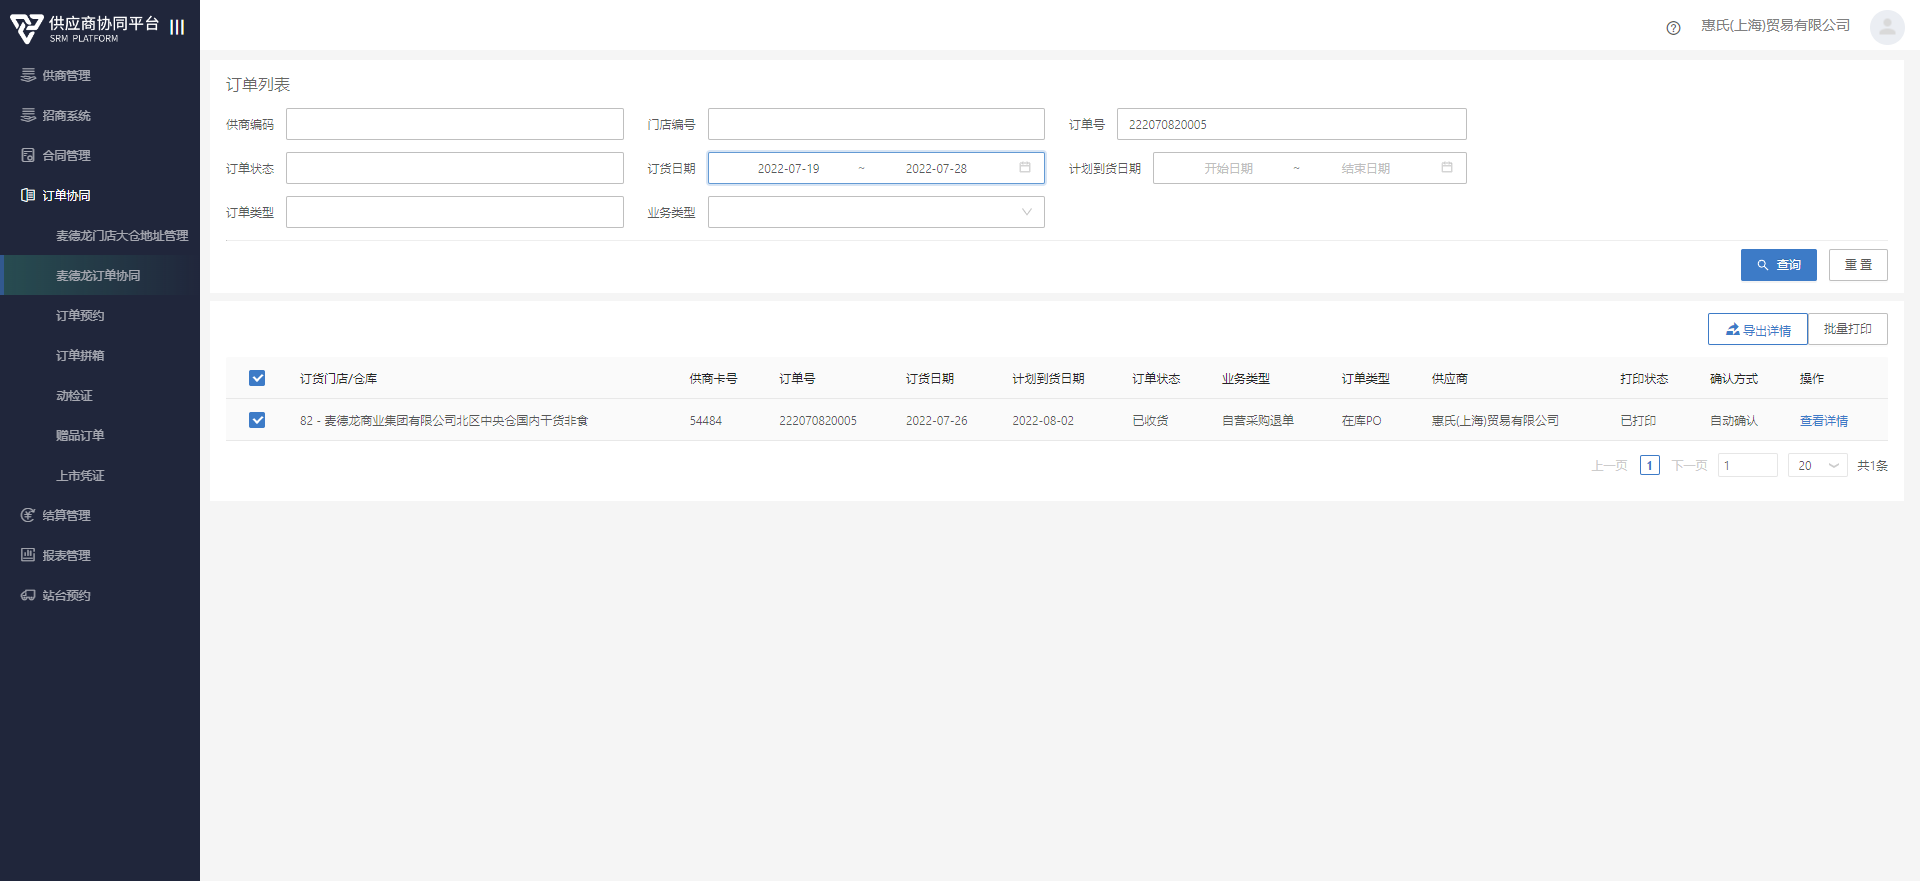 供应商协同平台
SRM PLATFORM
惠氏(上海)贸易有限公司
供商管理
招商系统
合同管理
订单协同
麦德龙门店大仓地址管理
麦德龙订单协同
订单预约
订单拼箱
动检证
赠品订单
上市凭证
结算管理
报表管理
站台预约
订单列表
供商编码 门店编号 订单号 222070820005
订单状态 订货日期 2022-07-19 ~ 2022-07-28 计划到货日期 开始日期 ~ 结束日期
订单类型 业务类型
查询 重置
导出详情 批量打印
订货门店/仓库 供商卡号 订单号 订货日期 计划到货日期 订单状态 业务类型 订单类型 供应商 打印状态 确认方式 操作
82 - 麦德龙商业集团有限公司北区中央仓国内干货非食 54484 222070820005 2022-07-26 2022-08-02 已收货 自营采购退单 在库PO 惠氏(上海)贸易有限公司 已打印 自动确认 查看详情
上一页 1 下一页 1 20 共1条